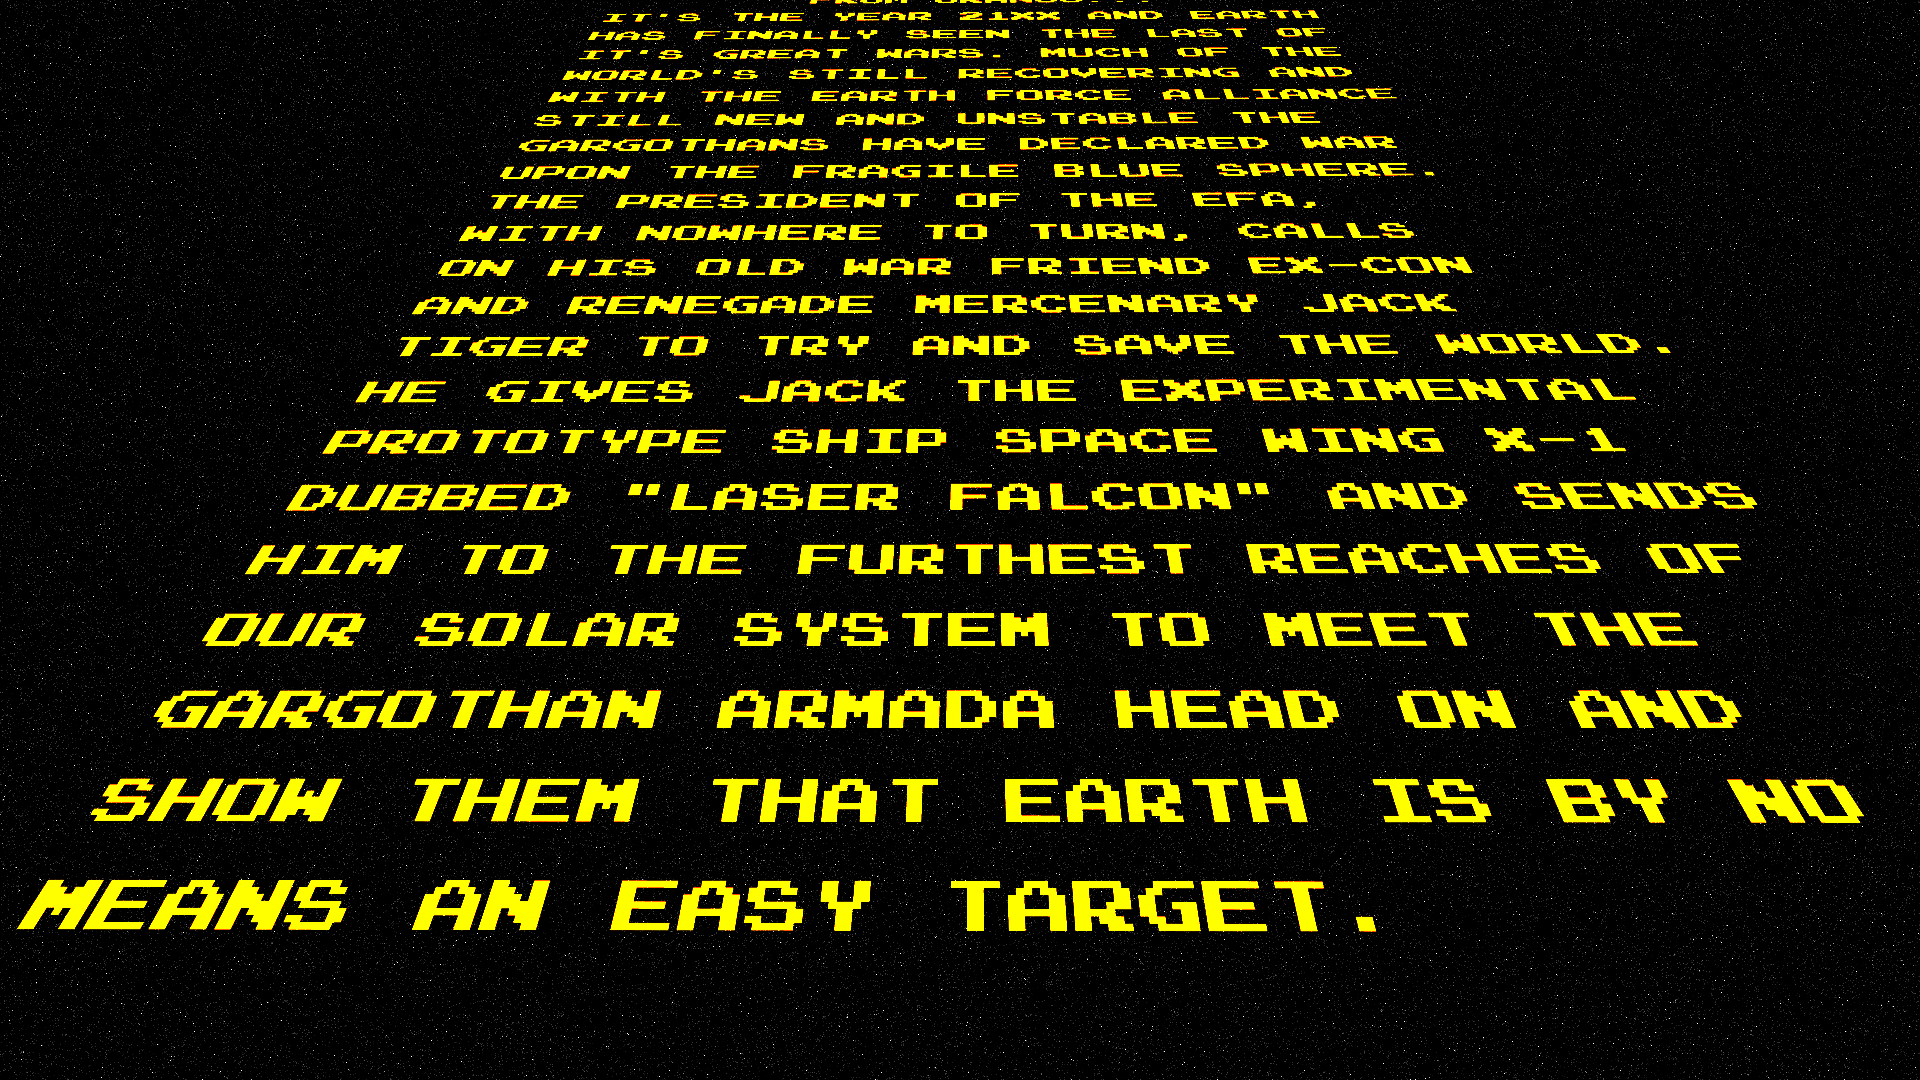 IT'S THE YEAR 21XX AND EARTH
HAS FINALLY SEEN THE LAST OF
IT'S GREAT WARS. MUCH OF THE
WORLD'S STILL RECOVERING AND
WITH THE EARTH FORCE ALLIANCE
STILL NEW AND UNSTABLE THE
GARGOTHANS HAVE DECLARED WAR
UPON THE FRAGILE BLUE SPHERE.
THE PRESIDENT OF THE EFA,
WITH NOWHERE TO TURN, CALLS
ON HIS OLD WAR FRIEND EX-CON
AND RENEGADE MERCENARY JACK
TIGER TO TRY AND SAVE THE WORLD.
HE GIVES JACK THE EXPERIMENTAL
PROTOTYPE SHIP SPACE WING X-1
DUBBED "LASER FALCON" AND SENDS
HIM TO THE FURTHEST REACHES OF
OUR SOLAR SYSTEM TO MEET THE
GARGOTHAN ARMADA HEAD ON AND
SHOW THEM THAT EARTH IS BY NO
MEANS AN EASY TARGET.